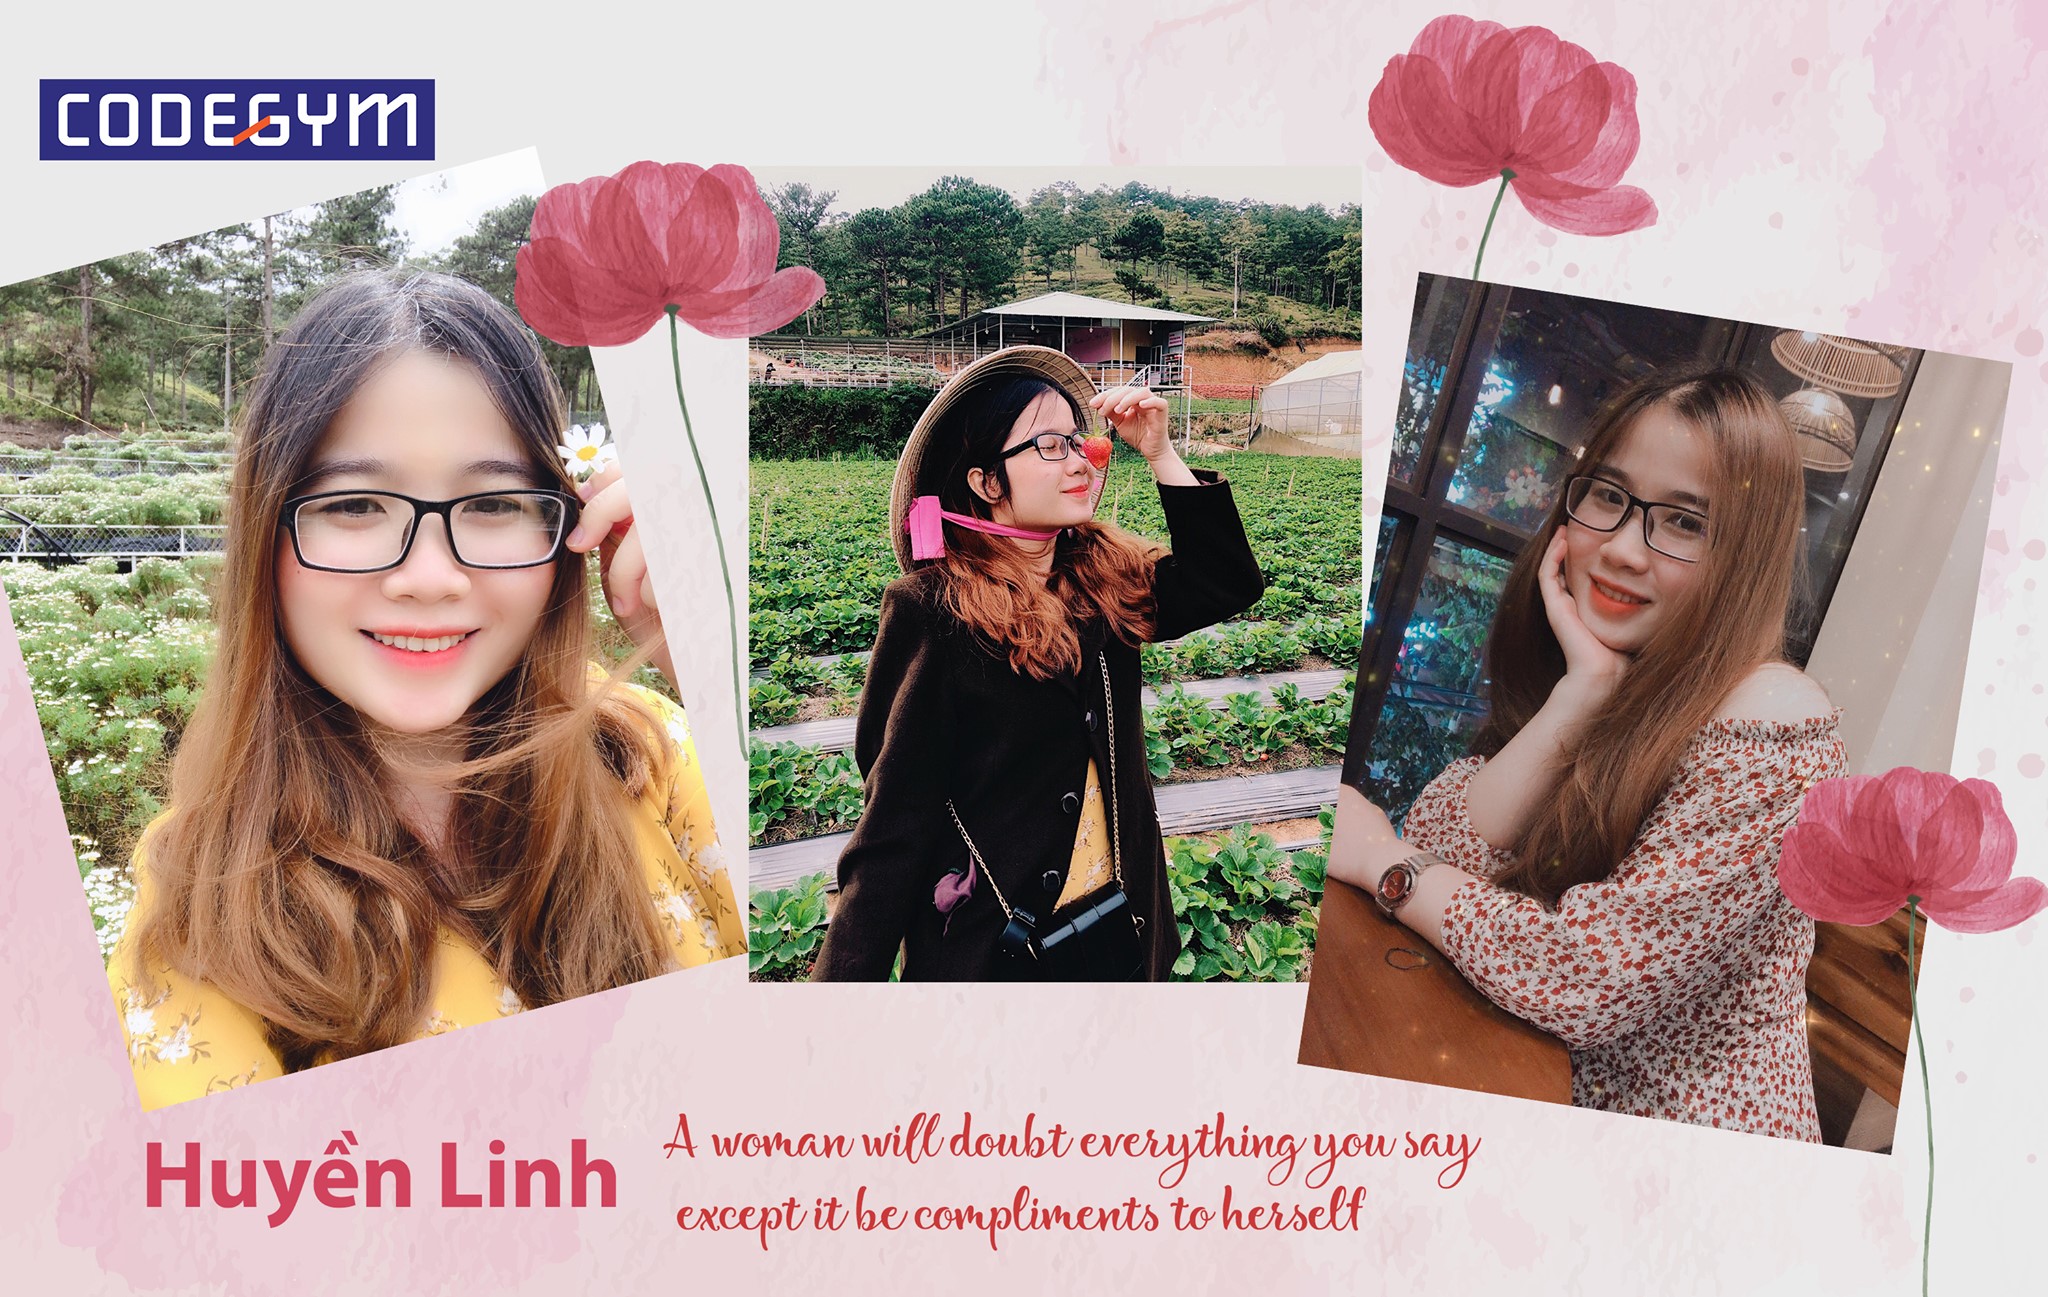 CODEGYM
Huyền Linh
A woman will doubt everything you say
except it be compliments to herself